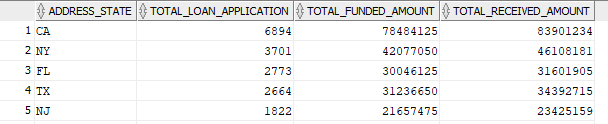 ADDRESS_STATE TOTAL_LOAN_APPLICATION TOTAL_FUNDED_AMOUNT TOTAL_RECEIVED_AMOUNT
1 CA 6894 78484125 83901234
2 NY 3701 42077050 46108181
3 FL 2773 30046125 31601905
4 TX 2664 31236650 34392715
5 NJ 1822 21657475 23425159